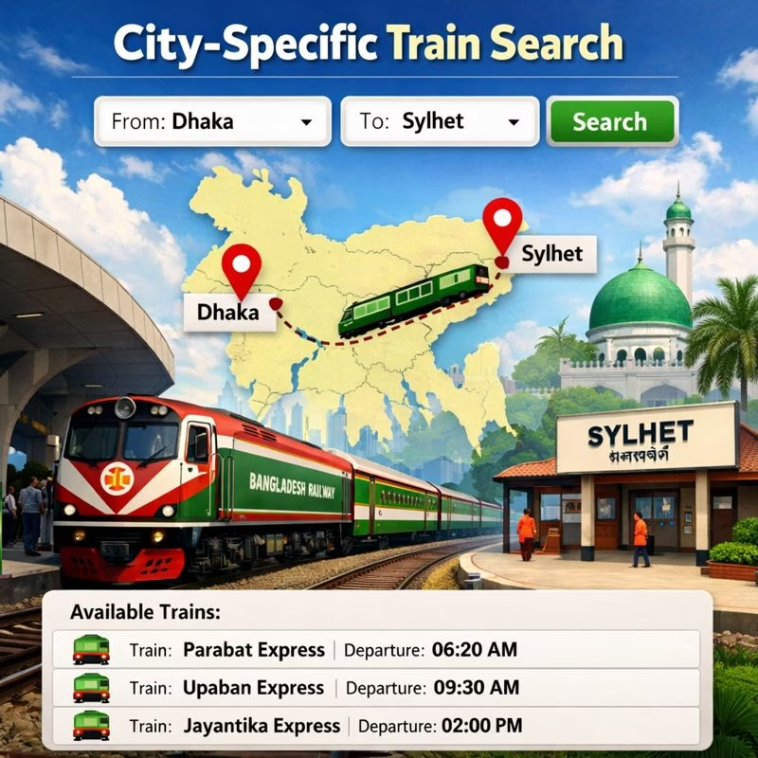 City-Specific Train Search
From: Dhaka
To: Sylhet
Search
Sylhet
Dhaka
SYLHET
BANGLADESH RAILWAY
Available Trains:
Train: Parabat Express | Departure: 06:20 AM
Train: Upaban Express | Departure: 09:30 AM
Train: Jayantika Express | Departure: 02:00 PM